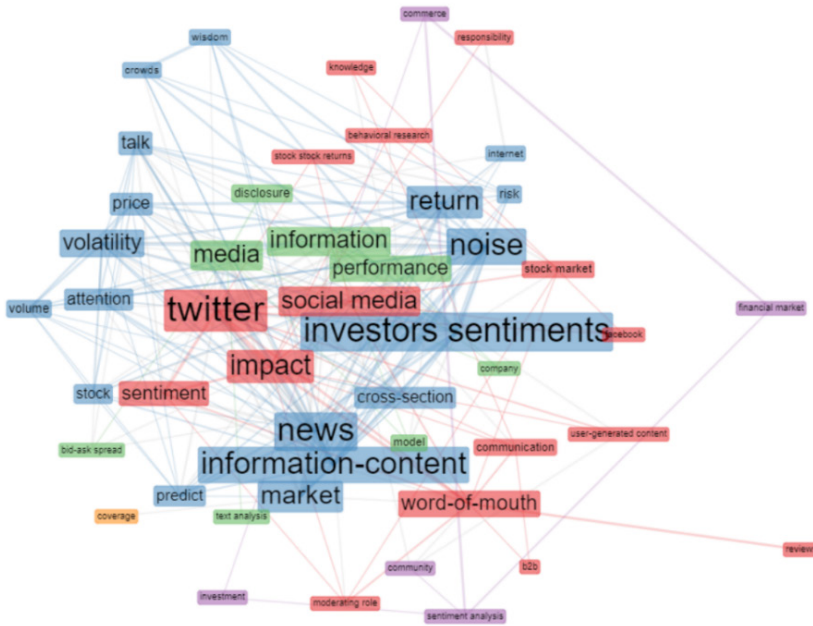 commerce
wisdom
responsibility
crowds
knowledge
behavioral research
talk
stock stock returns
internet
disclosure
risk
price
return
information
noise
volatility
media
performance
stock market
attention
social media
volume
twitter
financial market
investors sentiments
facebook
impact
company
sentiment
stock
cross-section
news
user-generated content
model
communication
bid-ask spread
information-content
predict
market
word-of-mouth
coverage
text analysis
review
community
b2b
investment
moderating role
sentiment analysis